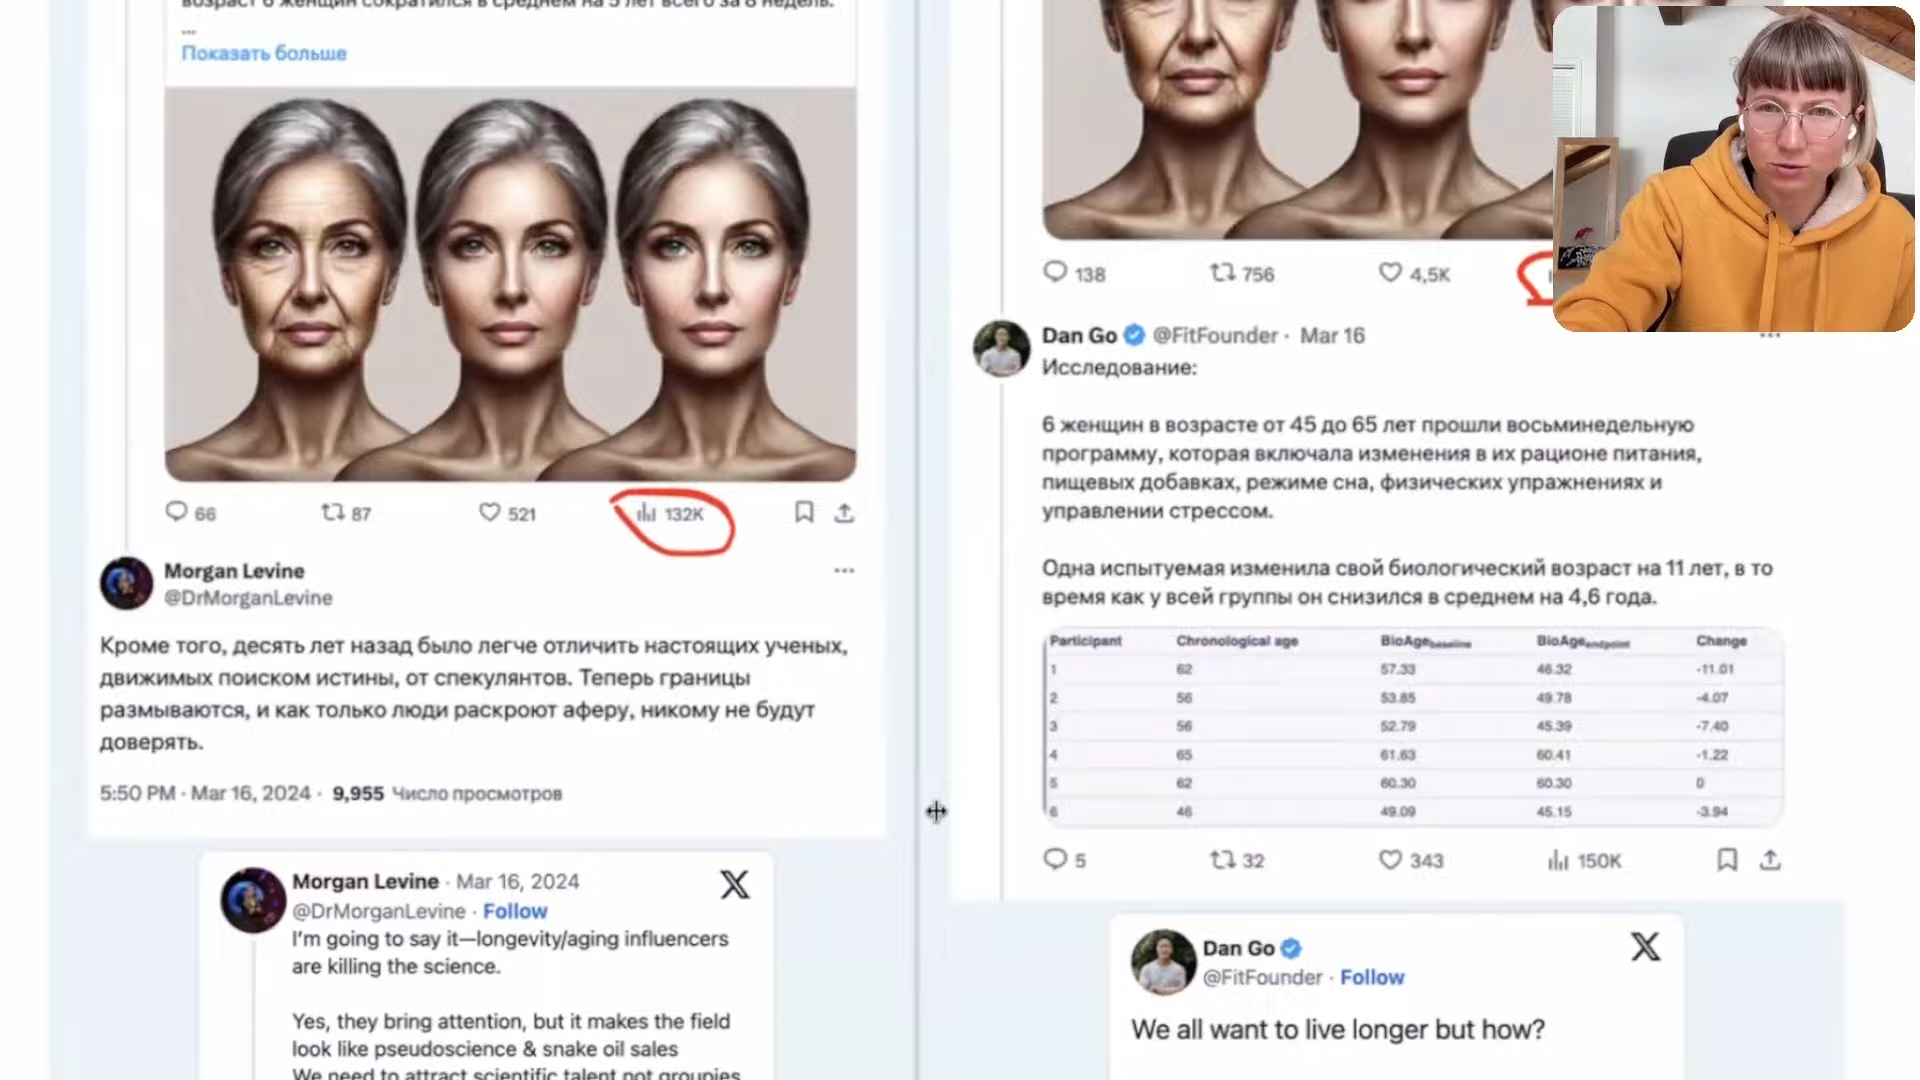 возраст 6 женщин сократился в среднем на 5 лет всего за 8 недель.
...
Показать больше
66 87 521 132K
Morgan Levine
@DrMorganLevine
Кроме того, десять лет назад было легче отличить настоящих ученых,
движимых поиском истины, от спекулянтов. Теперь границы
размываются, и как только люди раскроют аферу, никому не будут
доверять.
5:50 PM · Mar 16, 2024 · 9,955 Число просмотров
Morgan Levine · Mar 16, 2024
@DrMorganLevine · Follow
I'm going to say it—longevity/aging influencers
are killing the science.
Yes, they bring attention, but it makes the field
look like pseudoscience & snake oil sales
We need to attract scientific talent not groupies
138 756 4,5K
Dan Go @FitFounder · Mar 16
Исследование:
6 женщин в возрасте от 45 до 65 лет прошли восьминедельную
программу, которая включала изменения в их рационе питания,
пищевых добавках, режиме сна, физических упражнениях и
управлении стрессом.
Одна испытуемая изменила свой биологический возраст на 11 лет, в то
время как у всей группы он снизился в среднем на 4,6 года.
Participant Chronological age BioAge baseline BioAge endpoint Change
1 62 57.33 46.32 -11.01
2 56 53.85 49.78 -4.07
3 56 52.79 45.39 -7.40
4 65 61.63 60.41 -1.22
5 62 60.30 60.30 0
6 46 49.09 45.15 -3.94
5 32 343 150K
Dan Go
@FitFounder · Follow
We all want to live longer but how?